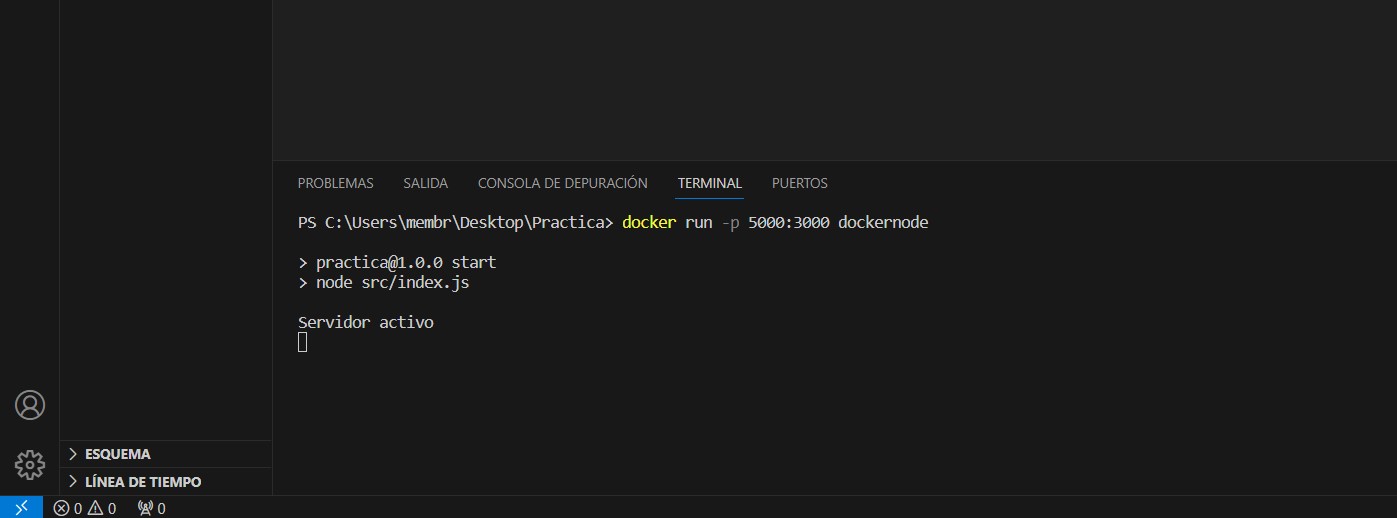 PROBLEMAS SALIDA CONSOLA DE DEPURACIÓN TERMINAL PUERTOS
PS C:\Users\membr\Desktop\Practica> docker run -p 5000:3000 dockernode
> practica@1.0.0 start
> node src/index.js
Servidor activo
ESQUEMA
LÍNEA DE TIEMPO
0 0 0